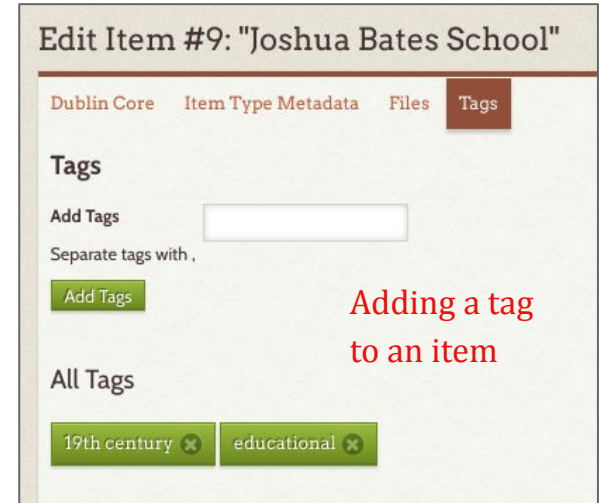 Edit Item #9: "Joshua Bates School"
Dublin Core Item Type Metadata Files Tags
Tags
Add Tags
Separate tags with ,
Add Tags
Adding a tag
to an item
All Tags
19th century educational